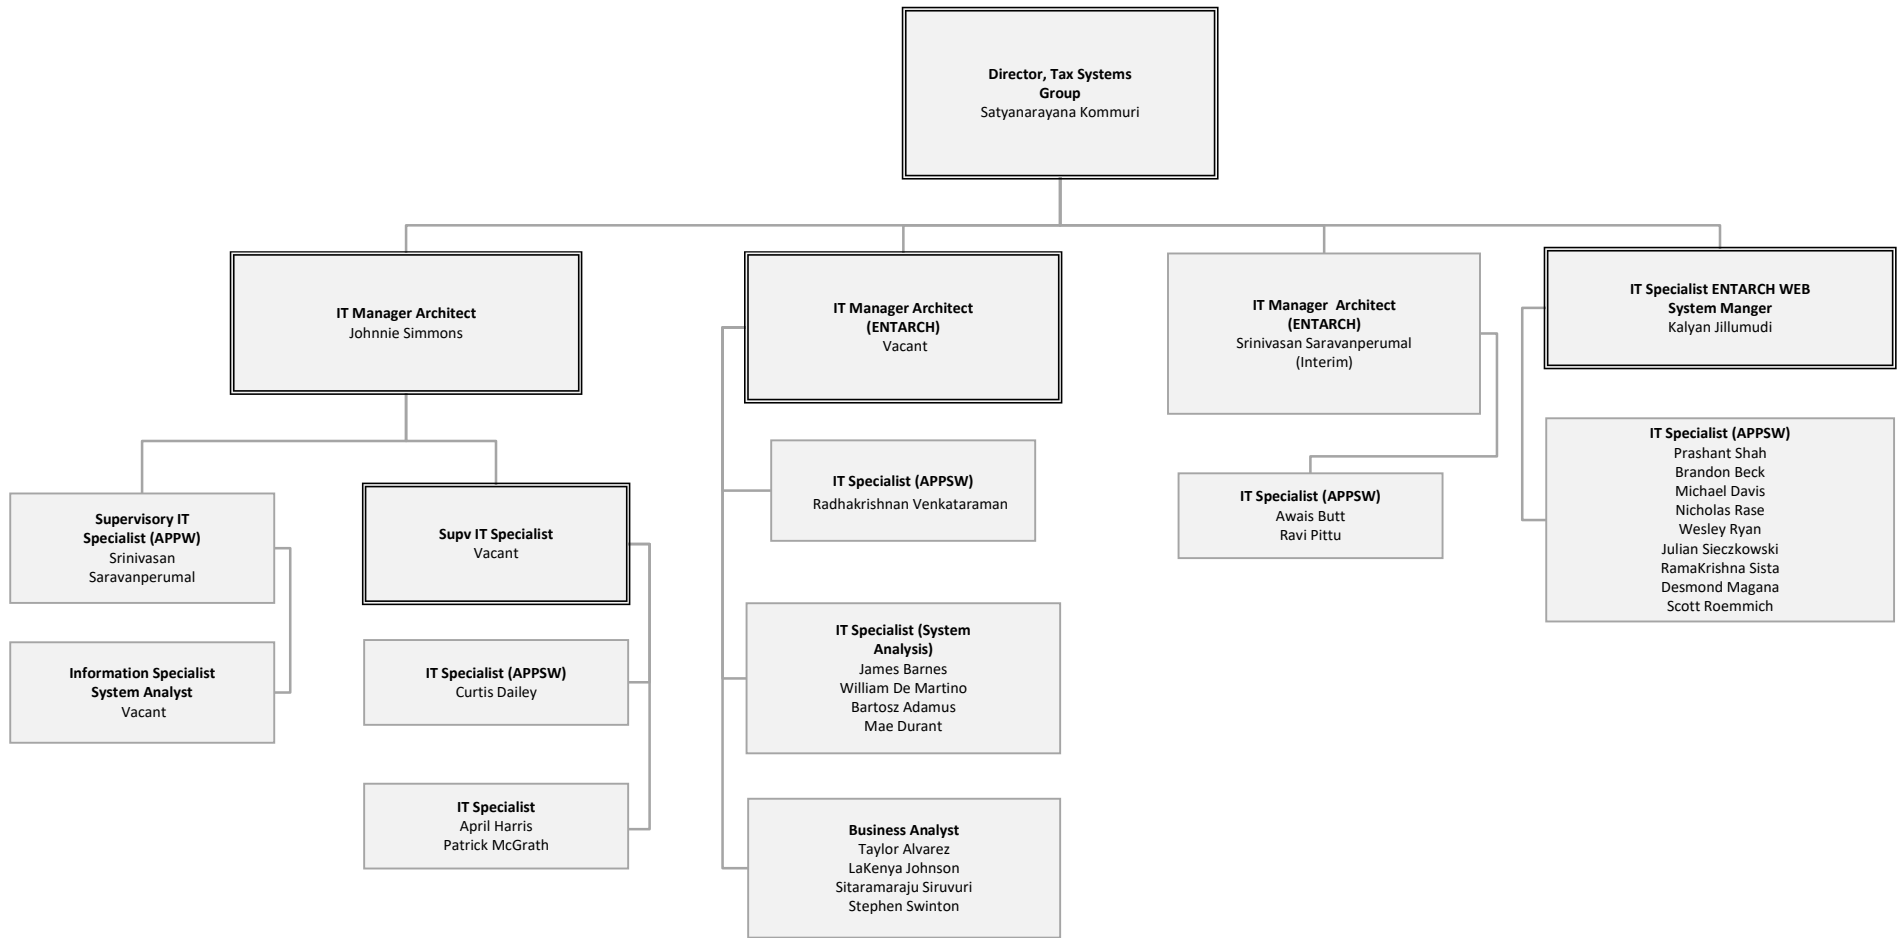 Director, Tax Systems
Group
Satyanarayana Kommuri
IT Manager Architect
Johnnie Simmons
IT Manager Architect
(ENTARCH)
Vacant
IT Manager  Architect
(ENTARCH)
Srinivasan Saravanperumal
(Interim)
IT Specialist ENTARCH WEB
System Manger
Kalyan Jillumudi
Supervisory IT
Specialist (APPW)
Srinivasan
Saravanperumal
Information Specialist
System Analyst
Vacant
Supv IT Specialist
Vacant
IT Specialist (APPSW)
Curtis Dailey
IT Specialist
April Harris
Patrick McGrath
IT Specialist (APPSW)
Radhakrishnan Venkataraman
IT Specialist (System
Analysis)
James Barnes
William De Martino
Bartosz Adamus
Mae Durant
Business Analyst
Taylor Alvarez
LaKenya Johnson
Sitaramaraju Siruvuri
Stephen Swinton
IT Specialist (APPSW)
Awais Butt
Ravi Pittu
IT Specialist (APPSW)
Prashant Shah
Brandon Beck
Michael Davis
Nicholas Rase
Wesley Ryan
Julian Sieczkowski
RamaKrishna Sista
Desmond Magana
Scott Roemmich